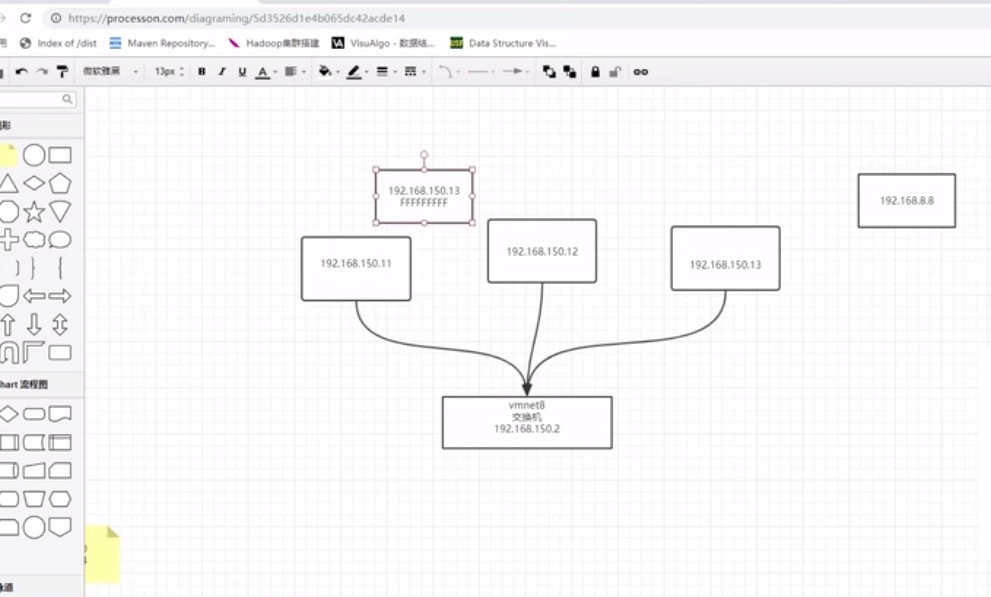 https://processon.com/diagraming/5d3526d1e4b065dc42acde14
用 Index of /dist Maven Repository... Hadoop集群搭建 VisuAlgo - 数据结... Data Structure Vis...
微软雅黑 13px B I U A
图形
192.168.150.13
FFFFFFFFF
192.168.8.8
192.168.150.12
192.168.150.11
192.168.150.13
hart 流程图
vmnet8
交换机
192.168.150.2
泳道